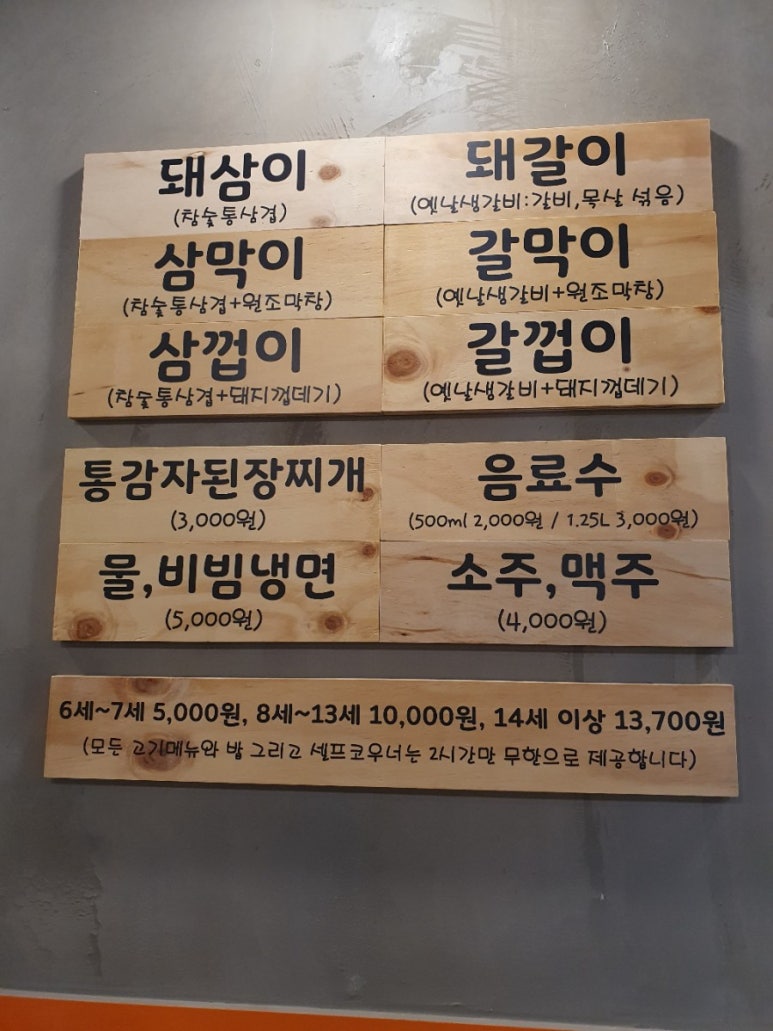 돼삼이
(참숯통삼겹)
돼갈이
(옛날생갈비:갈비,목살 섞음)
삼막이
(참숯통삼겹+원조막창)
갈막이
(옛날생갈비+원조막창)
삼껍이
(참숯통삼겹+돼지껍데기)
갈껍이
(옛날생갈비+돼지껍데기)
통감자된장찌개
(3,000원)
음료수
(500ml 2,000원 / 1.25L 3,000원)
물,비빔냉면
(5,000원)
소주,맥주
(4,000원)
6세~7세 5,000원, 8세~13세 10,000원, 14세 이상 13,700원
(모든 고기메뉴와 밥 그리고 셀프코우너는 2시간만 무한으로 제공합니다)